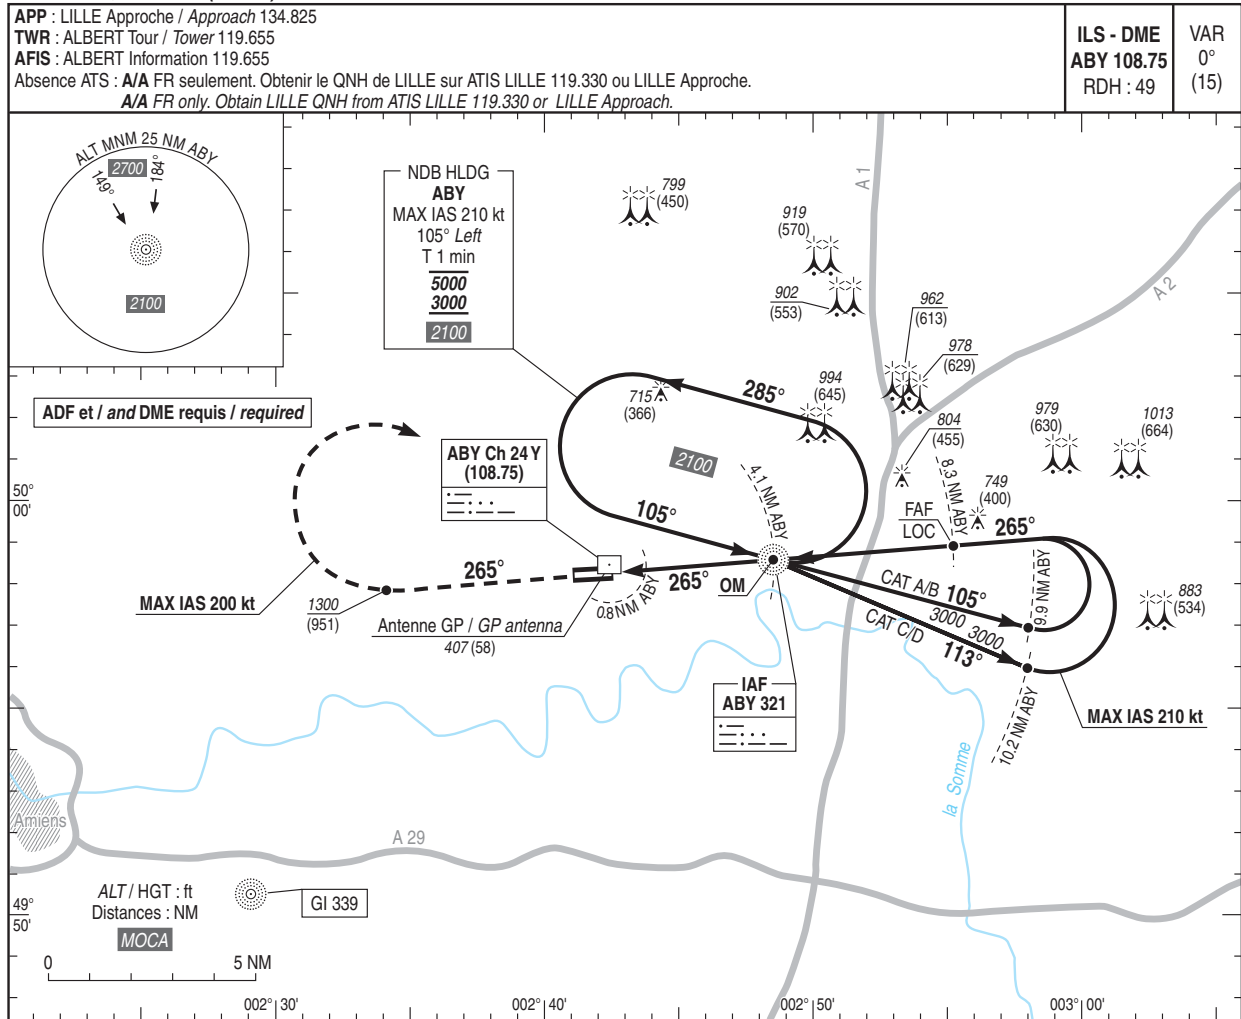 APP : LILLE Approche / Approach 134.825
TWR : ALBERT Tour / Tower 119.655
AFIS : ALBERT Information 119.655
Absence ATS : A/A FR seulement. Obtenir le QNH de LILLE sur ATIS LILLE 119.330 ou LILLE Approche.
A/A FR only. Obtain LILLE QNH from ATIS LILLE 119.330 or LILLE Approach.
ILS - DME
ABY 108.75
RDH : 49
VAR
0°
(15)
ALT MNM 25 NM ABY
2700
149°
184°
2100
NDB HLDG
ABY
MAX IAS 210 kt
105° Left
T 1 min
5000
3000
2100
799
(450)
919
(570)
902
(553)
A 1
A 2
962
(613)
978
(629)
994
(645)
715
(366)
285°
804
(455)
979
(630)
1013
(664)
749
(400)
ADF et / and DME requis / required
ABY Ch 24 Y
(108.75)
2100
4.1 NM ABY
8.3 NM ABY
FAF
LOC
265°
105°
50°
00'
265°
265°
OM
0.8 NM ABY
CAT A/B 105°
3000
CAT C/D
3000
113°
9.9 NM ABY
883
(534)
MAX IAS 200 kt
1300
(951)
Antenne GP / GP antenna
407 (58)
IAF
ABY 321
MAX IAS 210 kt
10.2 NM ABY
la Somme
Amiens
A 29
49°
50'
ALT / HGT : ft
Distances : NM
MOCA
GI 339
0
5 NM
002° 30'
002° 40'
002° 50'
003° 00'